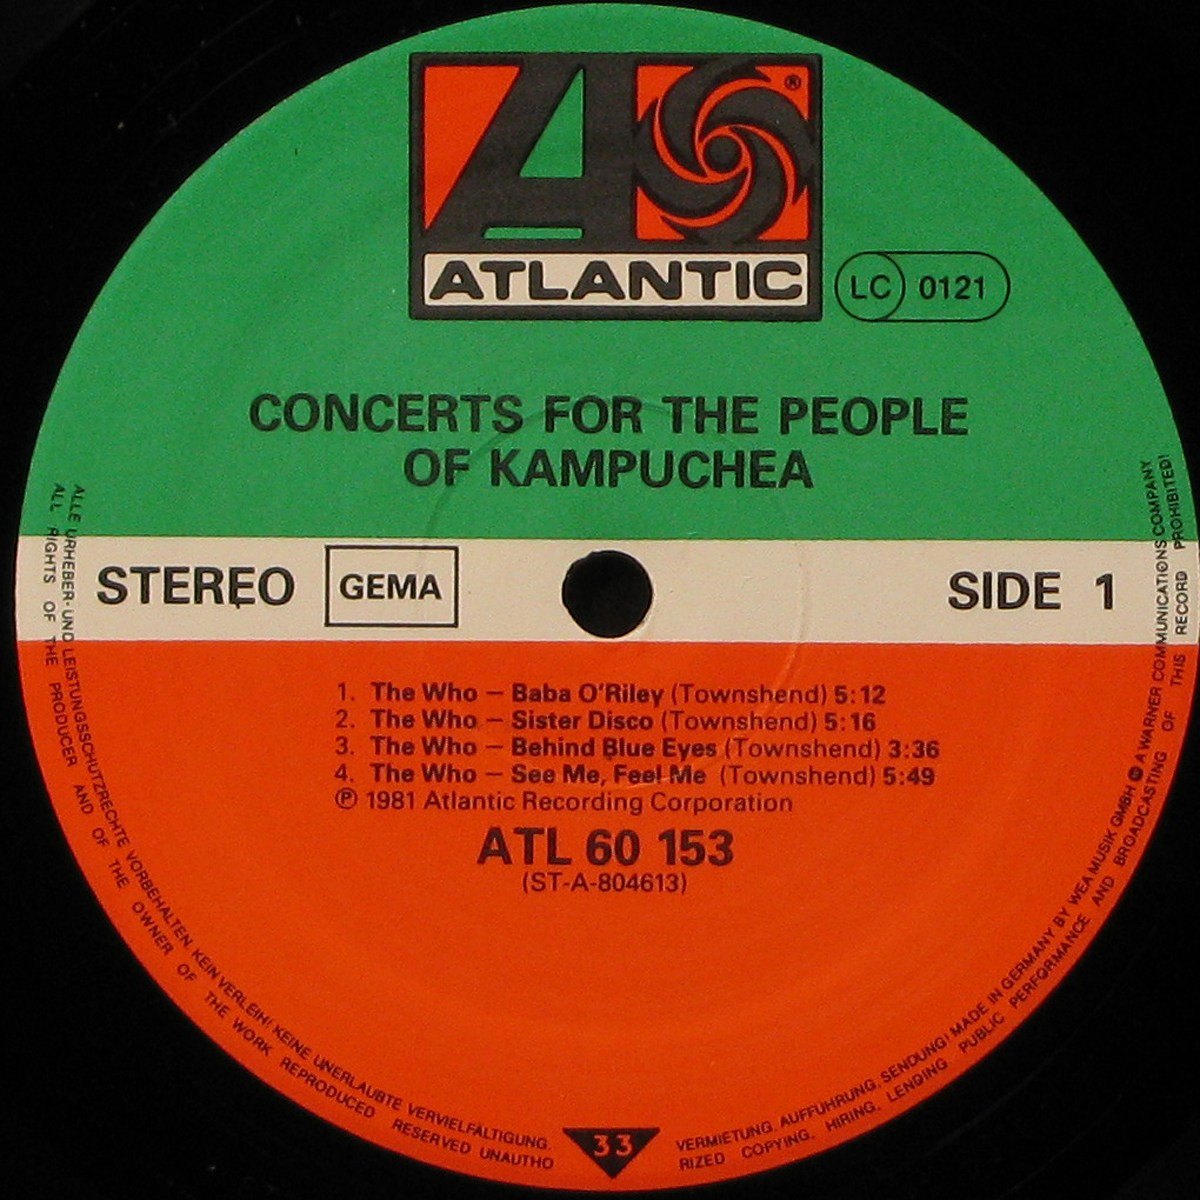 ATLANTIC ®
LC 0121
CONCERTS FOR THE PEOPLE
OF KAMPUCHEA
STEREO GEMA SIDE 1
1. The Who – Baba O'Riley (Townshend) 5:12
2. The Who – Sister Disco (Townshend) 5:16
3. The Who – Behind Blue Eyes (Townshend) 3:36
4. The Who – See Me, Feel Me (Townshend) 5:49
℗ 1981 Atlantic Recording Corporation
ATL 60 153
(ST-A-804613)
ALLE URHEBER- UND LEISTUNGSSCHUTZRECHTE VORBEHALTEN. KEIN VERLEIH! KEINE UNERLAUBTE VERVIELFÄLTIGUNG, VERMIETUNG, AUFFÜHRUNG, SENDUNG! MADE IN GERMANY BY WEA MUSIK GMBH A WARNER COMMUNICATIONS COMPANY
ALL RIGHTS OF THE PRODUCER AND OF THE OWNER OF THE WORK REPRODUCED RESERVED UNAUTHO RIZED COPYING, HIRING, LENDING PUBLIC PERFORMANCE AND BROADCASTING OF THIS RECORD PROHIBITED!
33